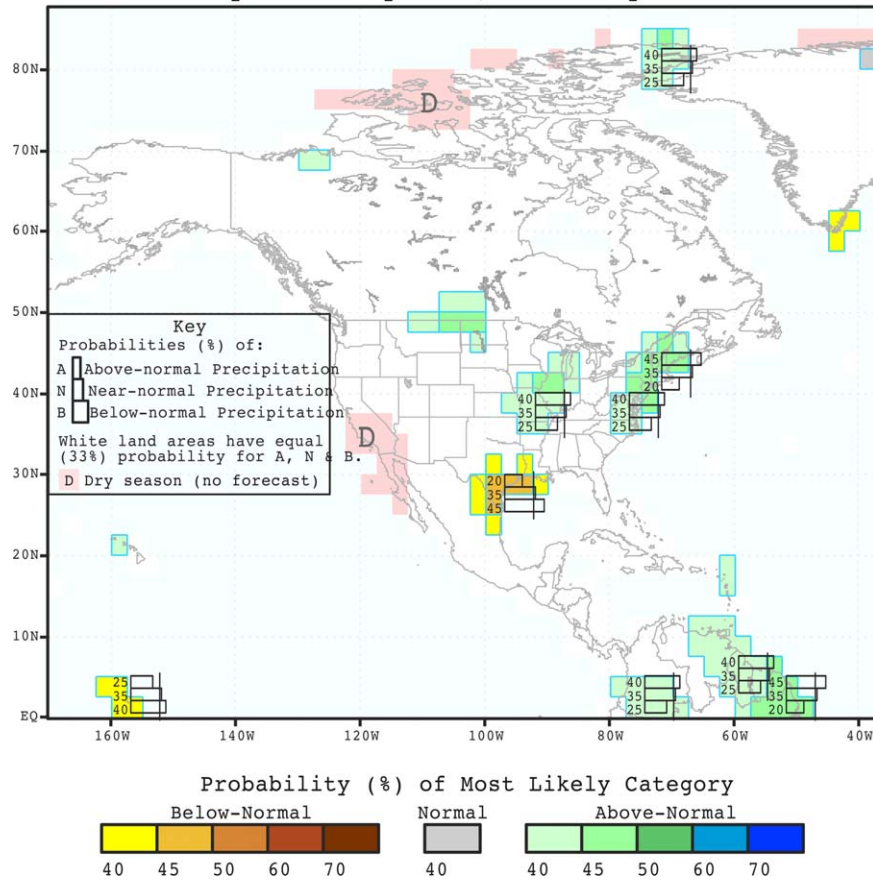 80N
70N
60N
50N
40N
30N
20N
10N
EQ
160W
140W
120W
100W
80W
60W
40W
D
D
40
35
25
45
35
20
40
35
25
40
35
25
20
35
45
25
35
40
40
35
25
40
35
25
45
35
20
Key
Probabilities (%) of:
A Above-normal Precipitation
N Near-normal Precipitation
B Below-normal Precipitation
White land areas have equal
(33%) probability for A, N & B.
D Dry season (no forecast)
Probability (%) of Most Likely Category
Below-Normal Normal Above-Normal
40 45 50 60 70 40 40 45 50 60 70